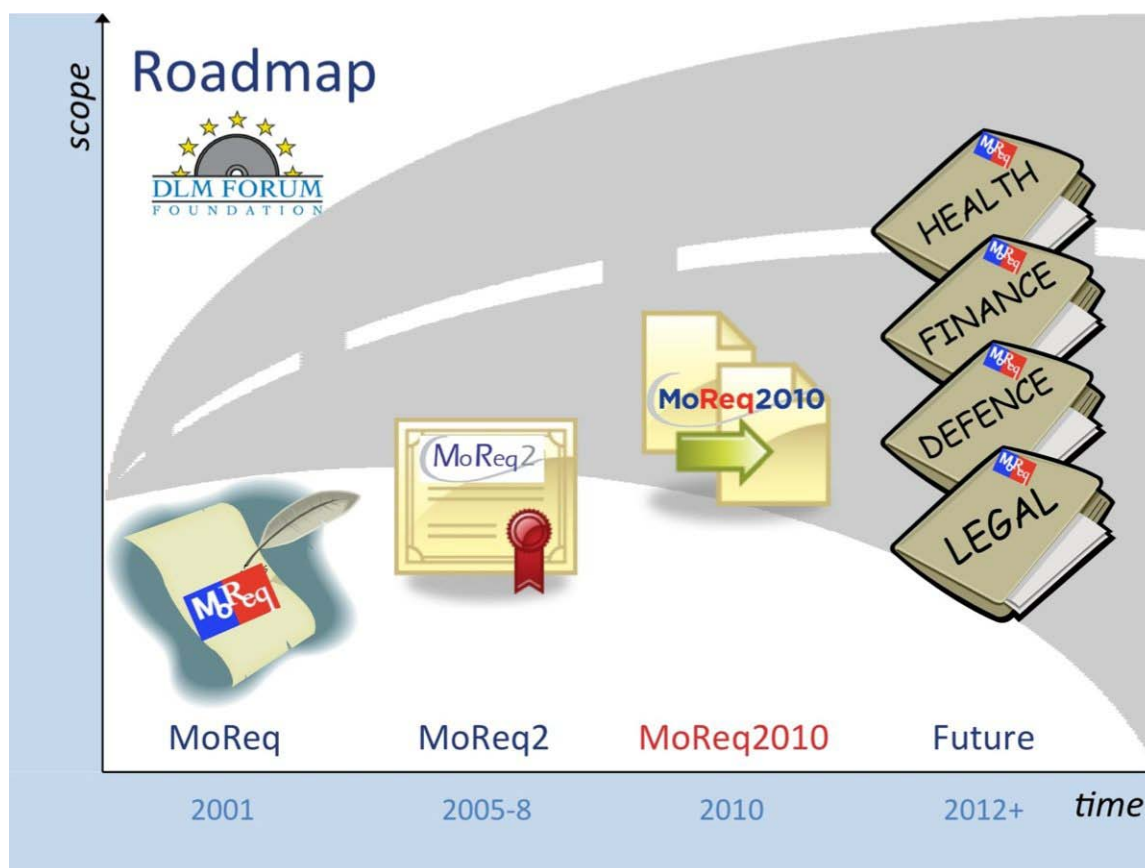 scope
Roadmap
DLM FORUM
FOUNDATION
MoReq
HEALTH
MoReq
FINANCE
MoReq
DEFENCE
MoReq
LEGAL
MoReq2010
MoReq2
MoReq
MoReq MoReq2 MoReq2010 Future
2001 2005-8 2010 2012+ time